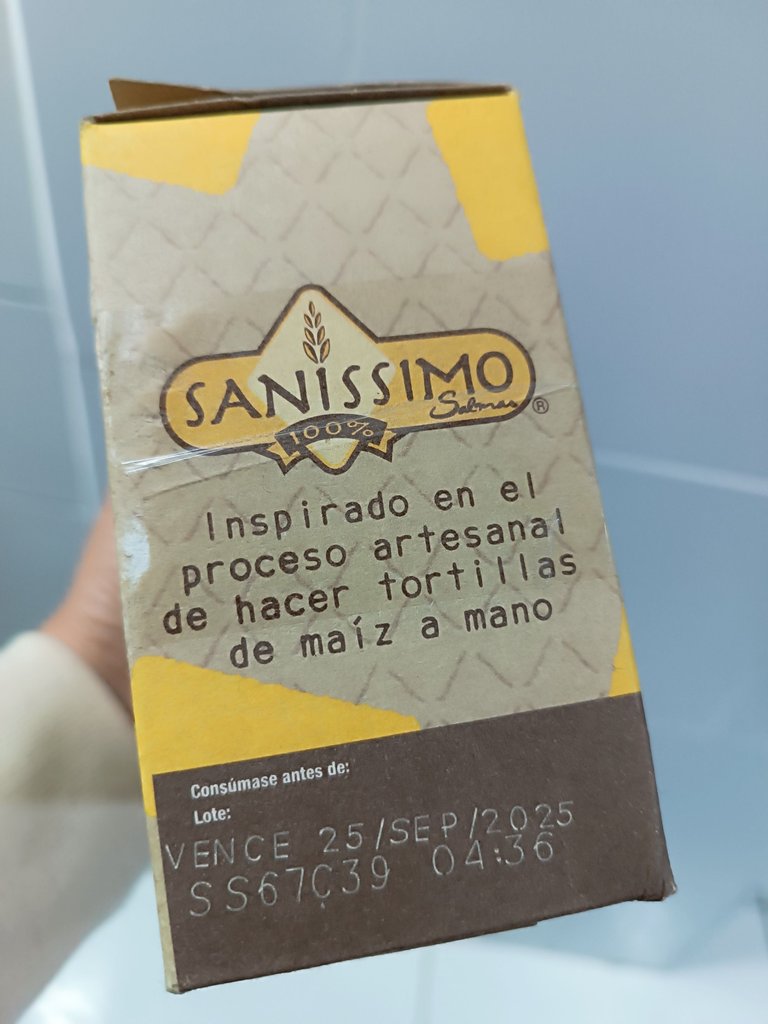 SANÍSSIMO
Salmas ®
100%
Inspirado en el
proceso artesanal
de hacer tortillas
de maíz a mano
Consúmase antes de:
Lote:
VENCE 25/SEP/2025
SS67C39 04:36